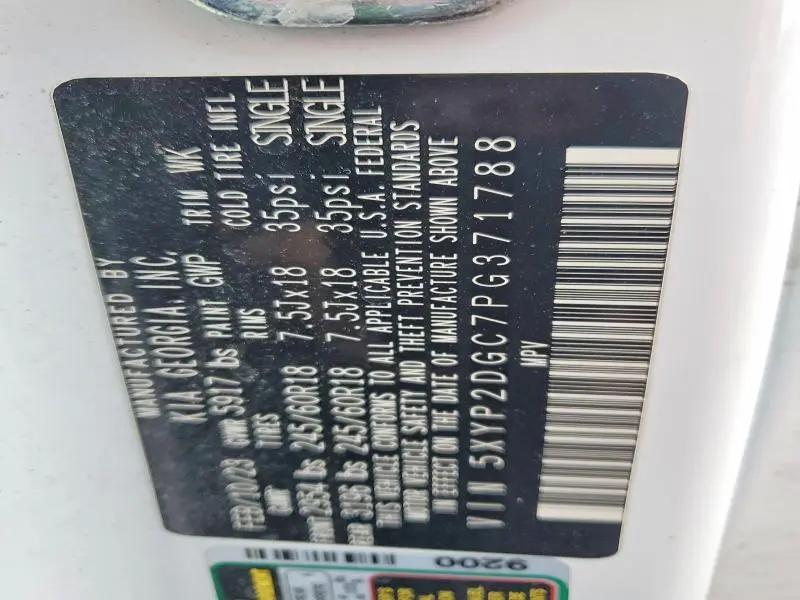 MANUFACTURED BY
KIA GEORGIA, INC.
FEB/10/23 GVWR 5917 lbs PAINT GWP TRIM WK
GAWR TIRES RIMS COLD TIRE INFL
FRONT 2954 lbs 245/60R18 7.5Jx18 35psi SINGLE
REAR 3196 lbs 245/60R18 7.5Jx18 35psi SINGLE
THIS VEHICLE CONFORMS TO ALL APPLICABLE U.S.A. FEDERAL
MOTOR VEHICLE SAFETY AND THEFT PREVENTION STANDARDS
IN EFFECT ON THE DATE OF MANUFACTURE SHOWN ABOVE
VIN 5XYP2DGC7PG371788
MPV
9200